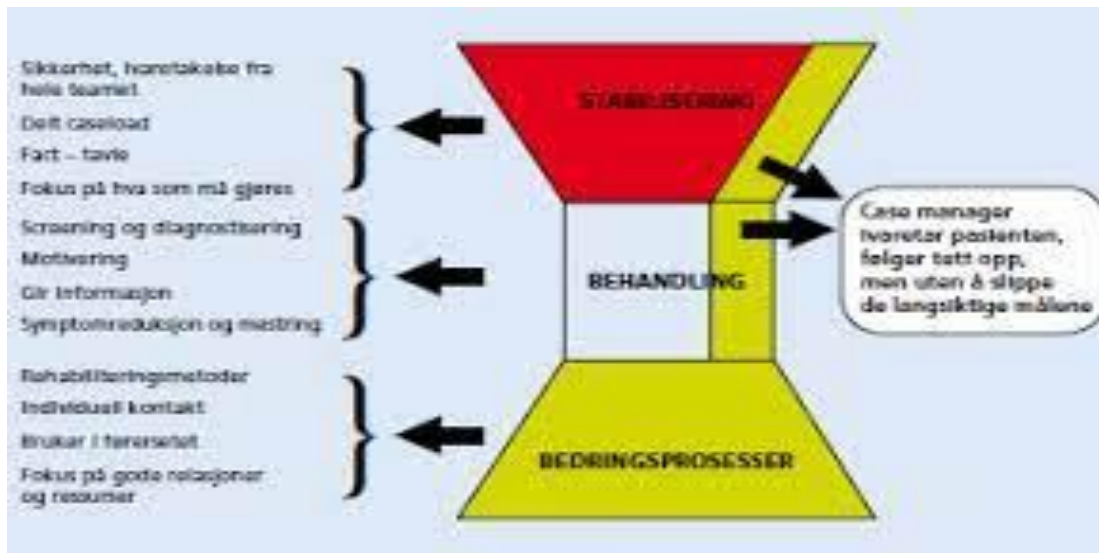 Sikkerhet, ivaretakelse fra
hele teamet
Delt caseload
Fact – tavle
Fokus på hva som må gjøres
Screening og diagnostisering
Motivering
Gir informasjon
Symptomreduksjon og mestring
Rehabiliteringsmetoder
Individuell kontakt
Bruker i førersetet
Fokus på gode relasjoner
og ressurser
STABILISERING
BEHANDLING
BEDRINGSPROSESSER
Case manager
ivaretar pasienten,
følger tett opp,
men uten å slippe
de langsiktige målene